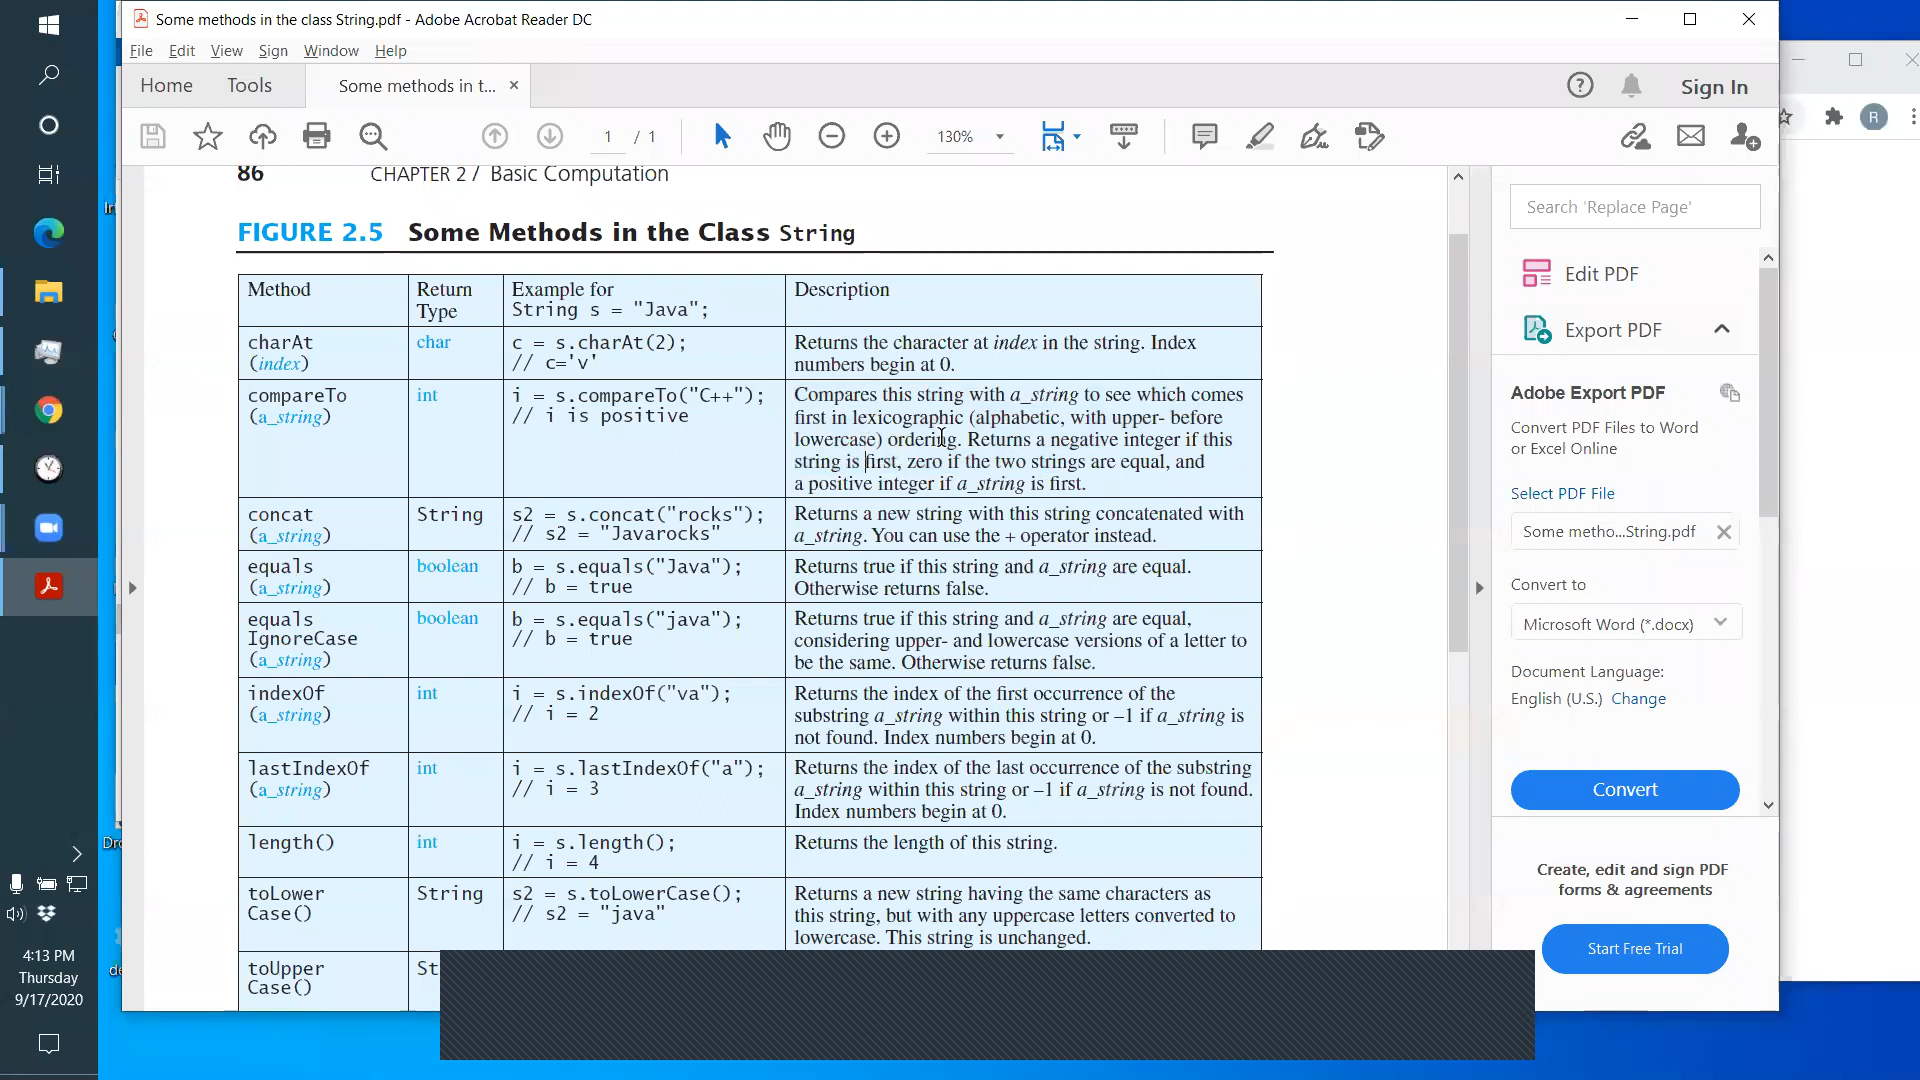 Some methods in the class String.pdf - Adobe Acrobat Reader DC
File Edit View Sign Window Help
Home Tools Some methods in t... × Sign In
1 / 1 130%
R
86 CHAPTER 2 / Basic Computation
FIGURE 2.5 Some Methods in the Class String
Method
Return
Type
Example for
String s = "Java";
Description
charAt
(index)
char
c = s.charAt(2);
// c='v'
Returns the character at index in the string. Index
numbers begin at 0.
compareTo
(a_string)
int
i = s.compareTo("C++");
// i is positive
Compares this string with a_string to see which comes
first in lexicographic (alphabetic, with upper- before
lowercase) ordering. Returns a negative integer if this
string is first, zero if the two strings are equal, and
a positive integer if a_string is first.
concat
(a_string)
String
s2 = s.concat("rocks");
// s2 = "Javarocks"
Returns a new string with this string concatenated with
a_string. You can use the + operator instead.
equals
(a_string)
boolean
b = s.equals("Java");
// b = true
Returns true if this string and a_string are equal.
Otherwise returns false.
equals
IgnoreCase
(a_string)
boolean
b = s.equals("java");
// b = true
Returns true if this string and a_string are equal,
considering upper- and lowercase versions of a letter to
be the same. Otherwise returns false.
indexOf
(a_string)
int
i = s.indexOf("va");
// i = 2
Returns the index of the first occurrence of the
substring a_string within this string or –1 if a_string is
not found. Index numbers begin at 0.
lastIndexOf
(a_string)
int
i = s.lastIndexOf("a");
// i = 3
Returns the index of the last occurrence of the substring
a_string within this string or –1 if a_string is not found.
Index numbers begin at 0.
length()
int
i = s.length();
// i = 4
Returns the length of this string.
toLower
Case()
String
s2 = s.toLowerCase();
// s2 = "java"
Returns a new string having the same characters as
this string, but with any uppercase letters converted to
lowercase. This string is unchanged.
toUpper
Case()
St
Search 'Replace Page'
Edit PDF
Export PDF
Adobe Export PDF
Convert PDF Files to Word
or Excel Online
Select PDF File
Some metho...String.pdf
Convert to
Microsoft Word (*.docx)
Document Language:
English (U.S.) Change
Convert
Create, edit and sign PDF
forms & agreements
Start Free Trial
4:13 PM
Thursday
9/17/2020